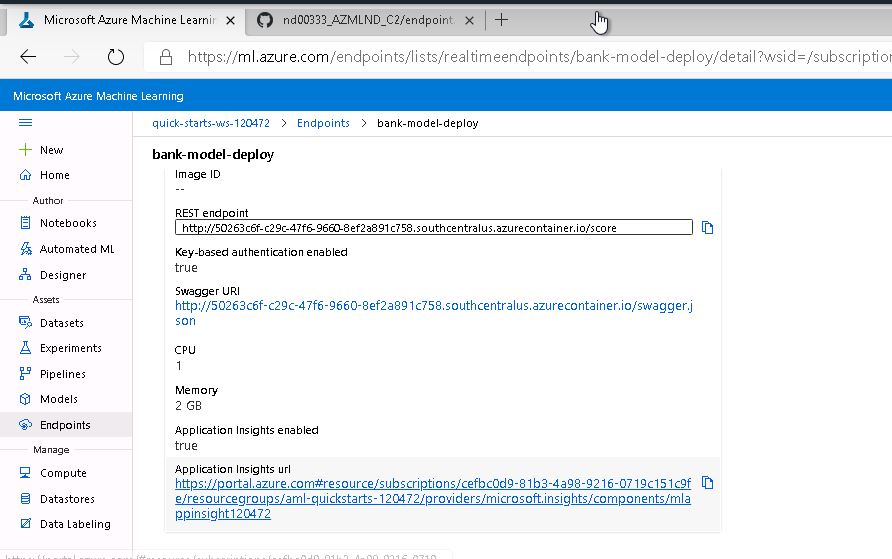 Microsoft Azure Machine Learnin
nd00333_AZMLND_C2/endpoint.
https://ml.azure.com/endpoints/lists/realtimeendpoints/bank-model-deploy/detail?wsid=/subscription
Microsoft Azure Machine Learning
quick-starts-ws-120472 > Endpoints > bank-model-deploy
New
Home
Author
Notebooks
Automated ML
Designer
Assets
Datasets
Experiments
Pipelines
Models
Endpoints
Manage
Compute
Datastores
Data Labeling
bank-model-deploy
Image ID
--
REST endpoint
http://50263c6f-c29c-47f6-9660-8ef2a891c758.southcentralus.azurecontainer.io/score
Key-based authentication enabled
true
Swagger URI
http://50263c6f-c29c-47f6-9660-8ef2a891c758.southcentralus.azurecontainer.io/swagger.j
son
CPU
1
Memory
2 GB
Application Insights enabled
true
Application Insights url
https://portal.azure.com#resource/subscriptions/cefbc0d9-81b3-4a98-9216-0719c151c9f
e/resourcegroups/aml-quickstarts-120472/providers/microsoft.insights/components/mla
ppinsight120472